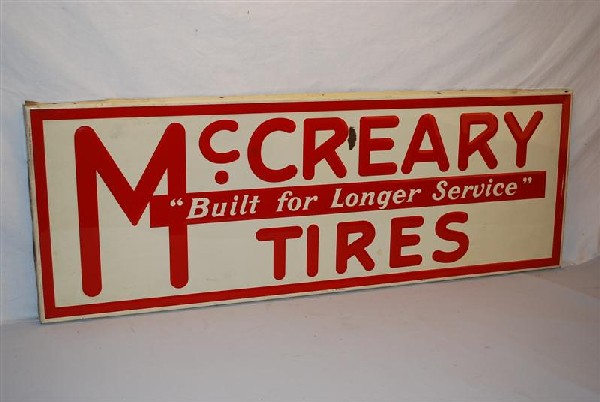 McCREARY
"Built for Longer Service"
TIRES